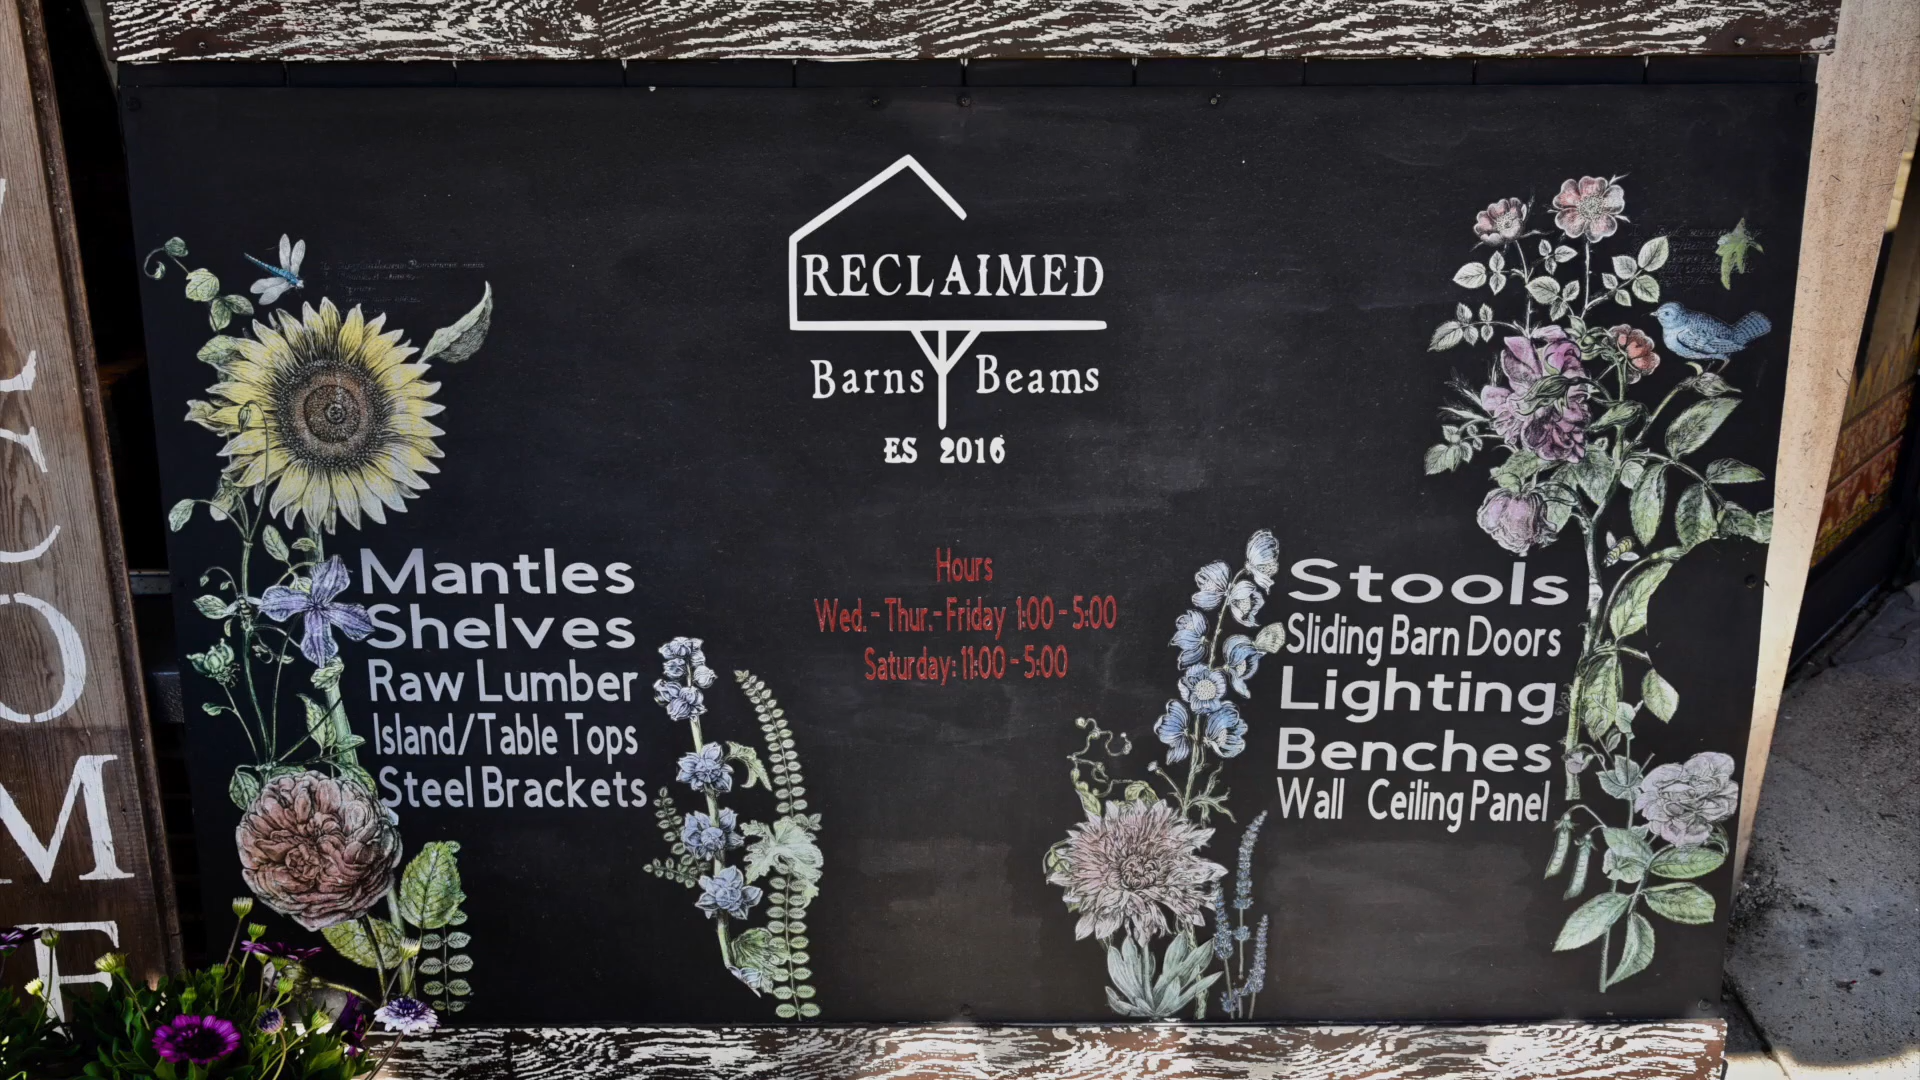 RECLAIMED
Barns Beams
ES 2016
Mantles
Shelves
Raw Lumber
Island/Table Tops
Steel Brackets
Hours
Wed.-Thur.-Friday 1:00-5:00
Saturday: 11:00-5:00
Stools
Sliding Barn Doors
Lighting
Benches
Wall Ceiling Panel